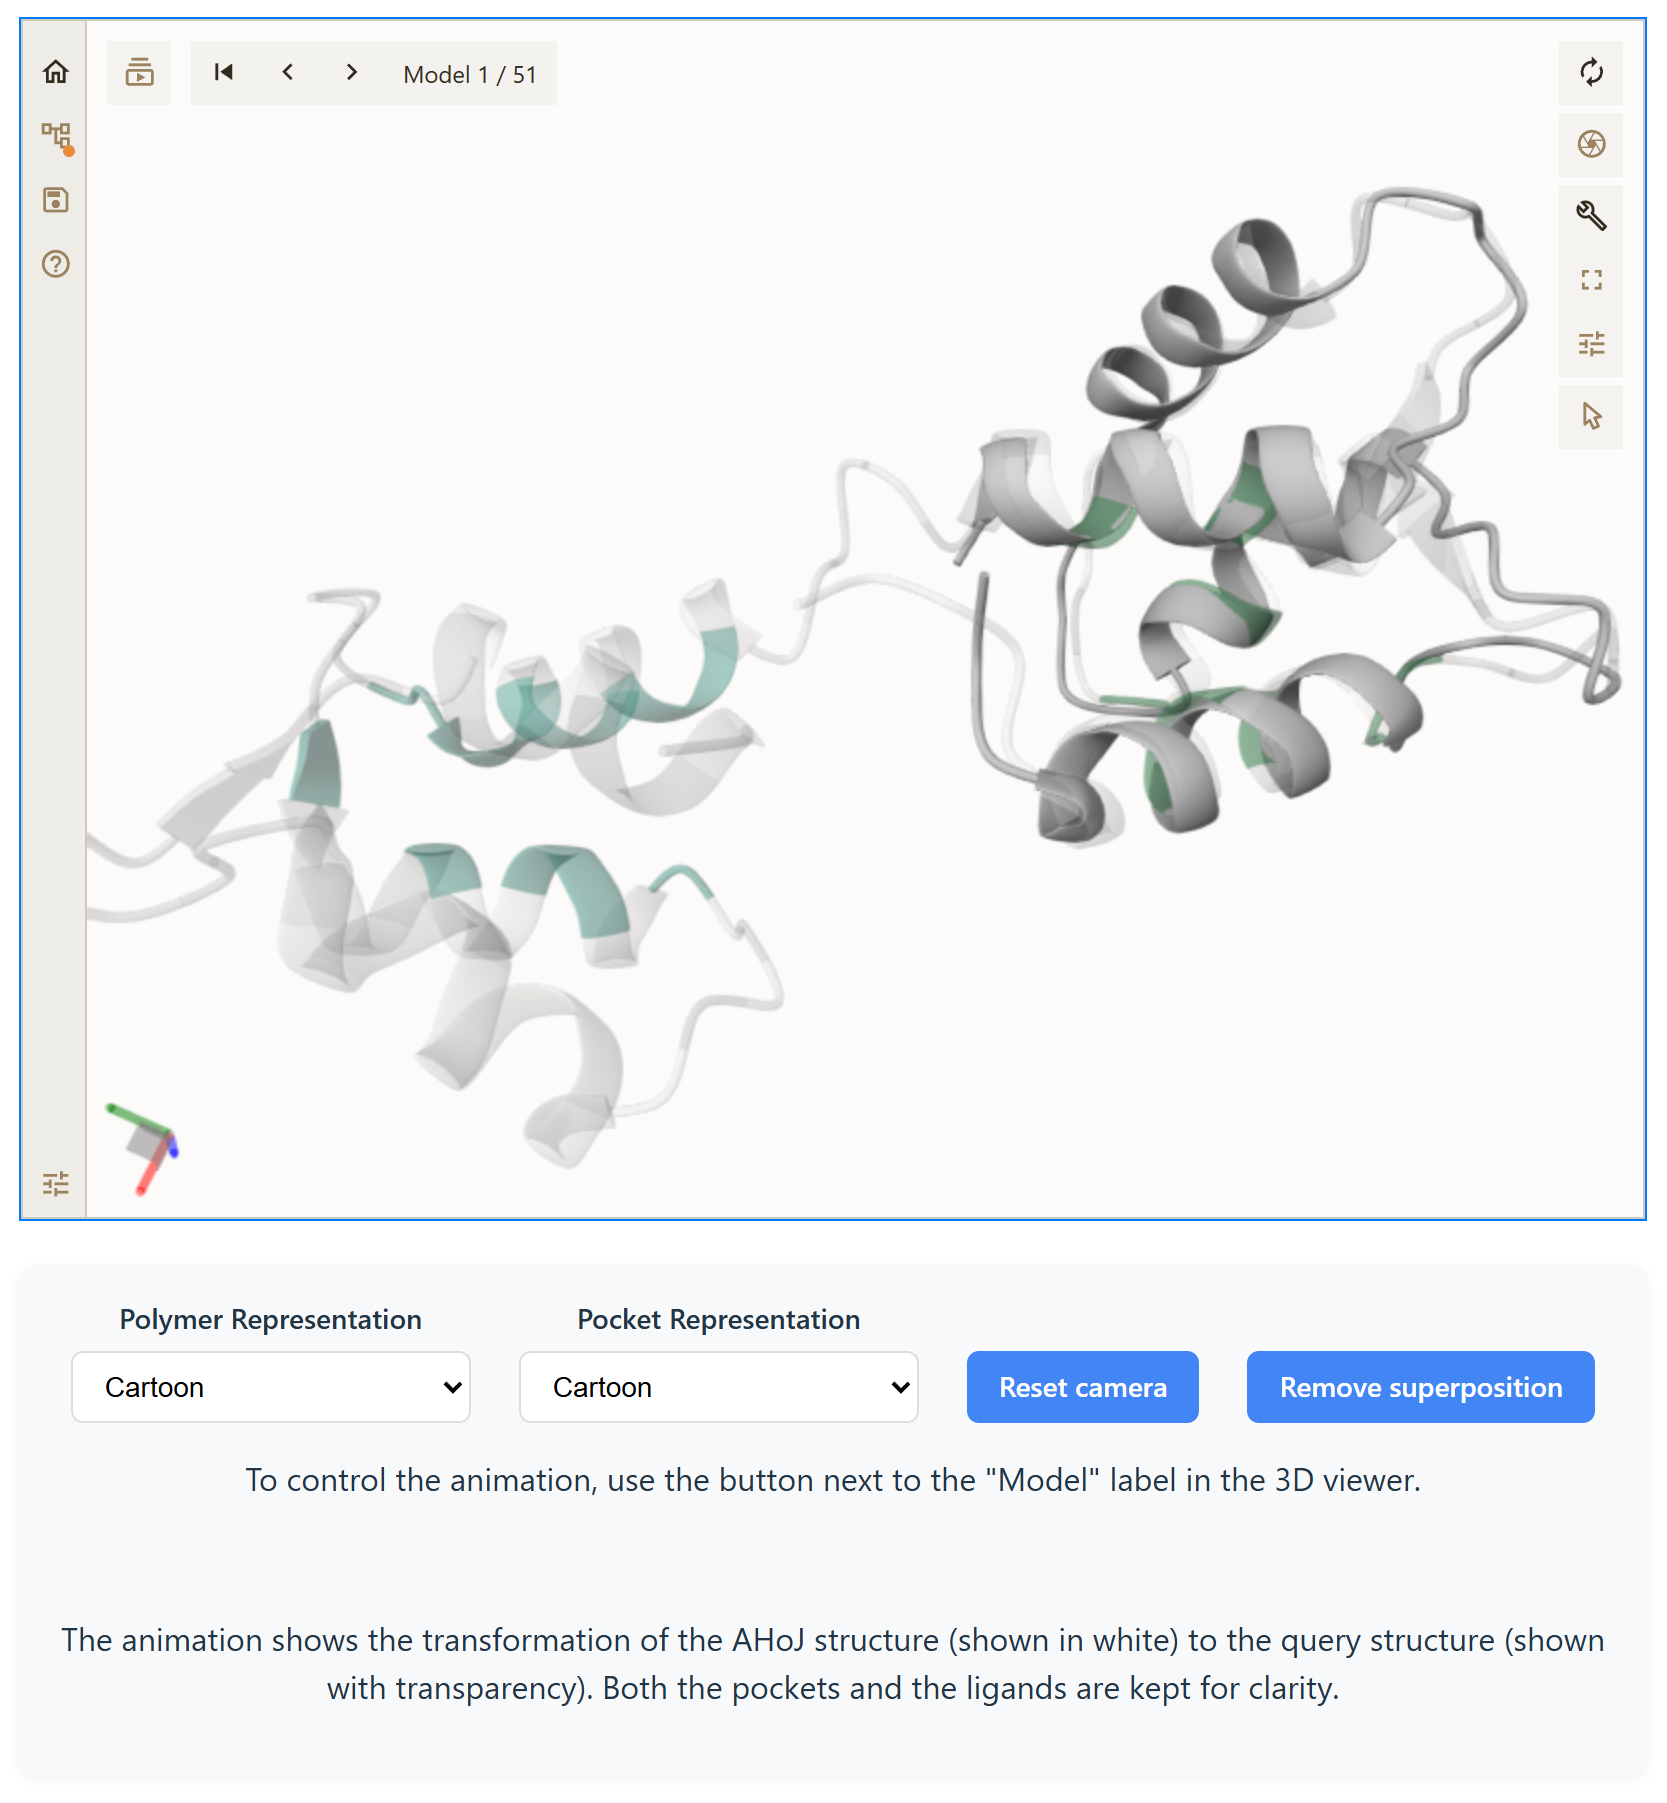 Model 1 / 51
Polymer Representation
Pocket Representation
Cartoon
Cartoon
Reset camera
Remove superposition
To control the animation, use the button next to the "Model" label in the 3D viewer.
The animation shows the transformation of the AHoJ structure (shown in white) to the query structure (shown
with transparency). Both the pockets and the ligands are kept for clarity.